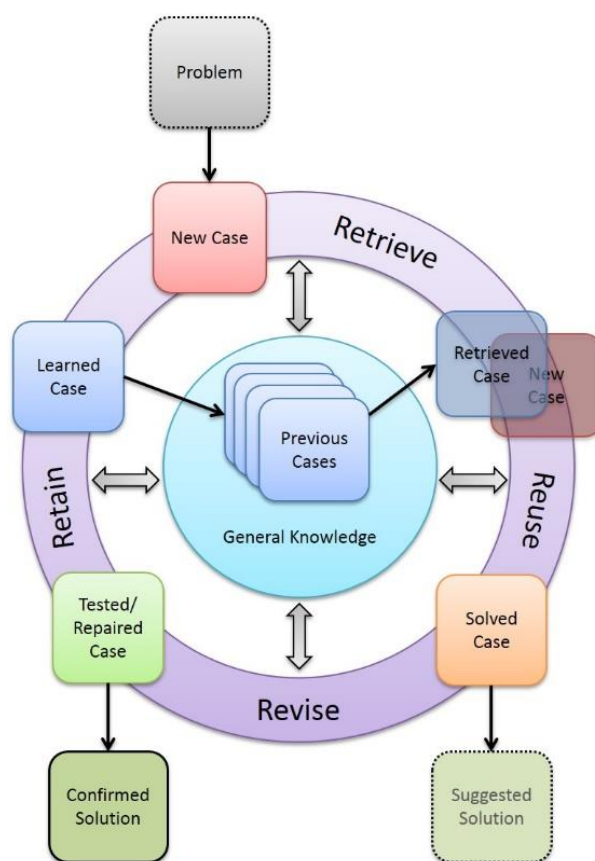 Problem
New Case
Retrieve
Learned
Case
Retrieved
Case
New
Case
Previous
Cases
General Knowledge
Retain
Reuse
Tested/
Repaired
Case
Solved
Case
Revise
Confirmed
Solution
Suggested
Solution